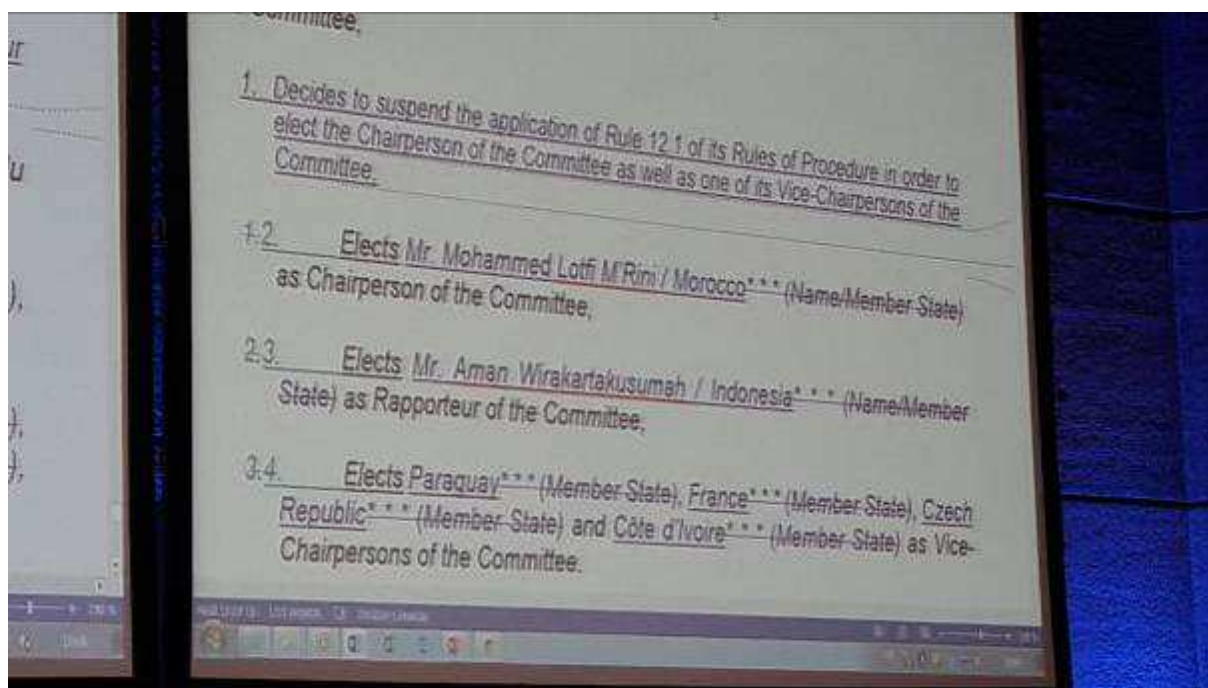 Committee,
1. Decides to suspend the application of Rule 12.1 of its Rules of Procedure in order to
elect the Chairperson of the Committee as well as one of its Vice-Chairpersons of the
Committee,
1.2. Elects Mr. Mohammed Lotfi M'Rini / Morocco*** (Name/Member State)
as Chairperson of the Committee,
2.3. Elects Mr. Aman Wirakartakusumah / Indonesia*** (Name/Member
State) as Rapporteur of the Committee,
3.4. Elects Paraguay*** (Member State), France*** (Member State), Czech
Republic*** (Member State) and Côte d'Ivoire*** (Member State) as Vice-
Chairpersons of the Committee.